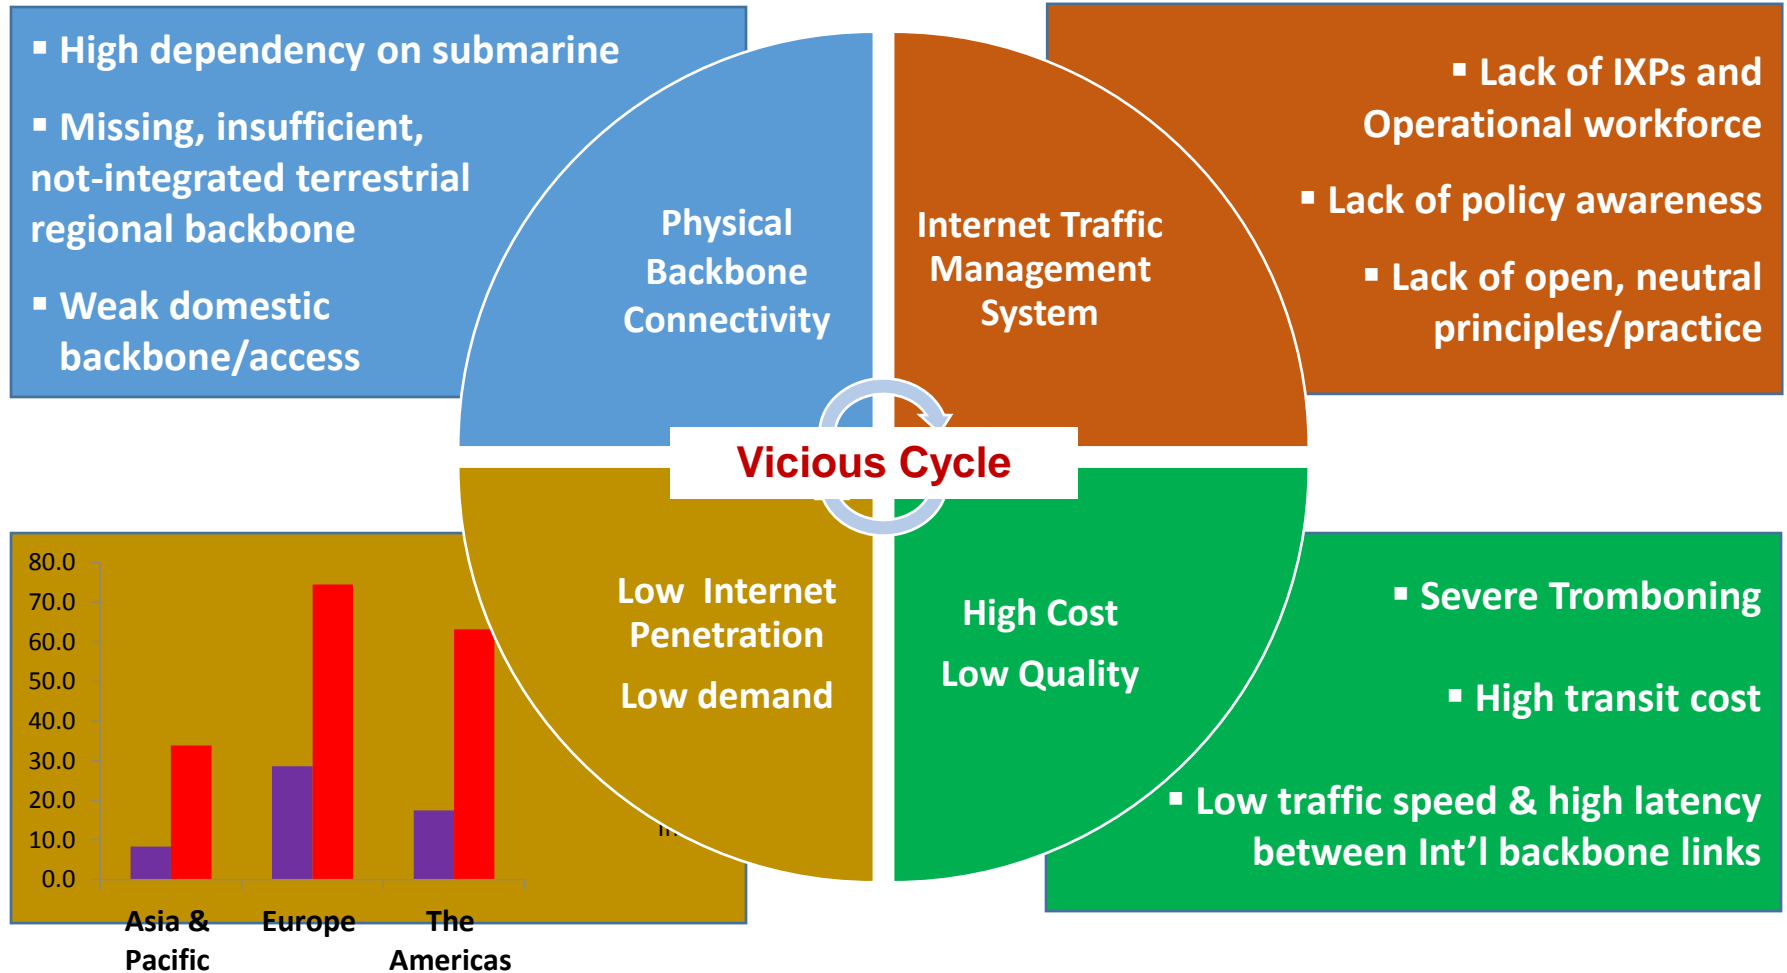 ▪ High dependency on submarine
▪ Missing, insufficient,
not-integrated terrestrial
regional backbone
▪ Weak domestic
backbone/access
Physical
Backbone
Connectivity
Internet Traffic
Management
System
▪ Lack of IXPs and
Operational workforce
▪ Lack of policy awareness
▪ Lack of open, neutral
principles/practice
Vicious Cycle
80.0
70.0
60.0
50.0
40.0
30.0
20.0
10.0
0.0
Asia &
Pacific
Europe
The
Americas
Low Internet
Penetration
Low demand
High Cost
Low Quality
▪ Severe Tromboning
▪ High transit cost
▪ Low traffic speed & high latency
between Int’l backbone links